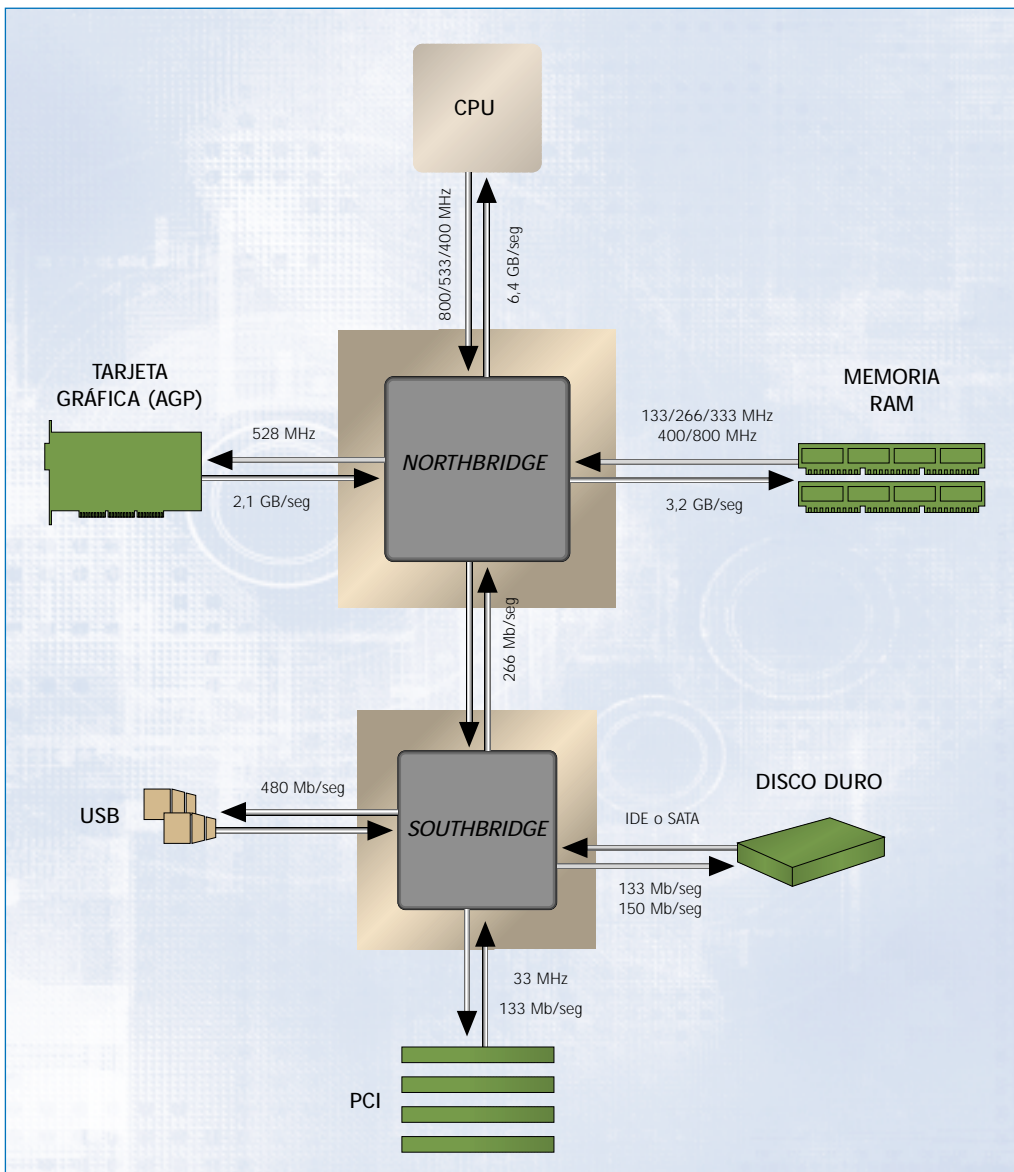 CPU
800/533/400 MHz
6,4 GB/seg
TARJETA
GRÁFICA (AGP)
528 MHz
2,1 GB/seg
NORTHBRIDGE
MEMORIA
RAM
133/266/333 MHz
400/800 MHz
3,2 GB/seg
266 Mb/seg
USB
480 Mb/seg
SOUTHBRIDGE
DISCO DURO
IDE o SATA
133 Mb/seg
150 Mb/seg
33 MHz
133 Mb/seg
PCI